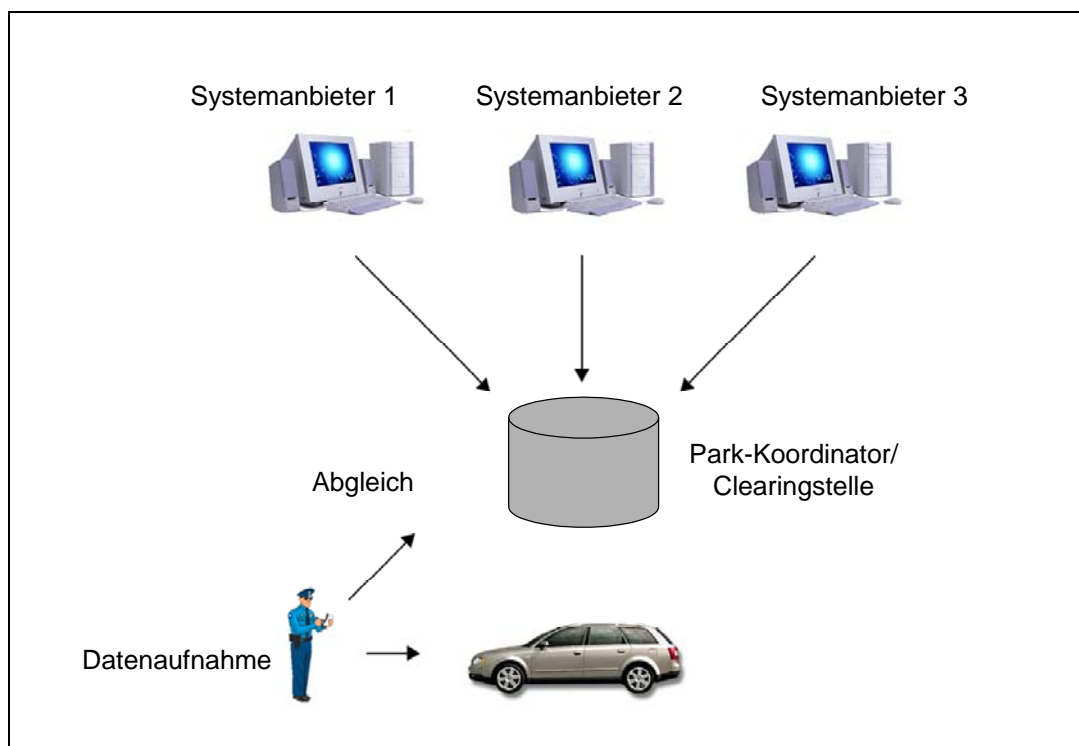 Systemanbieter 1
Systemanbieter 2
Systemanbieter 3
Park-Koordinator/
Clearingstelle
Abgleich
Datenaufnahme